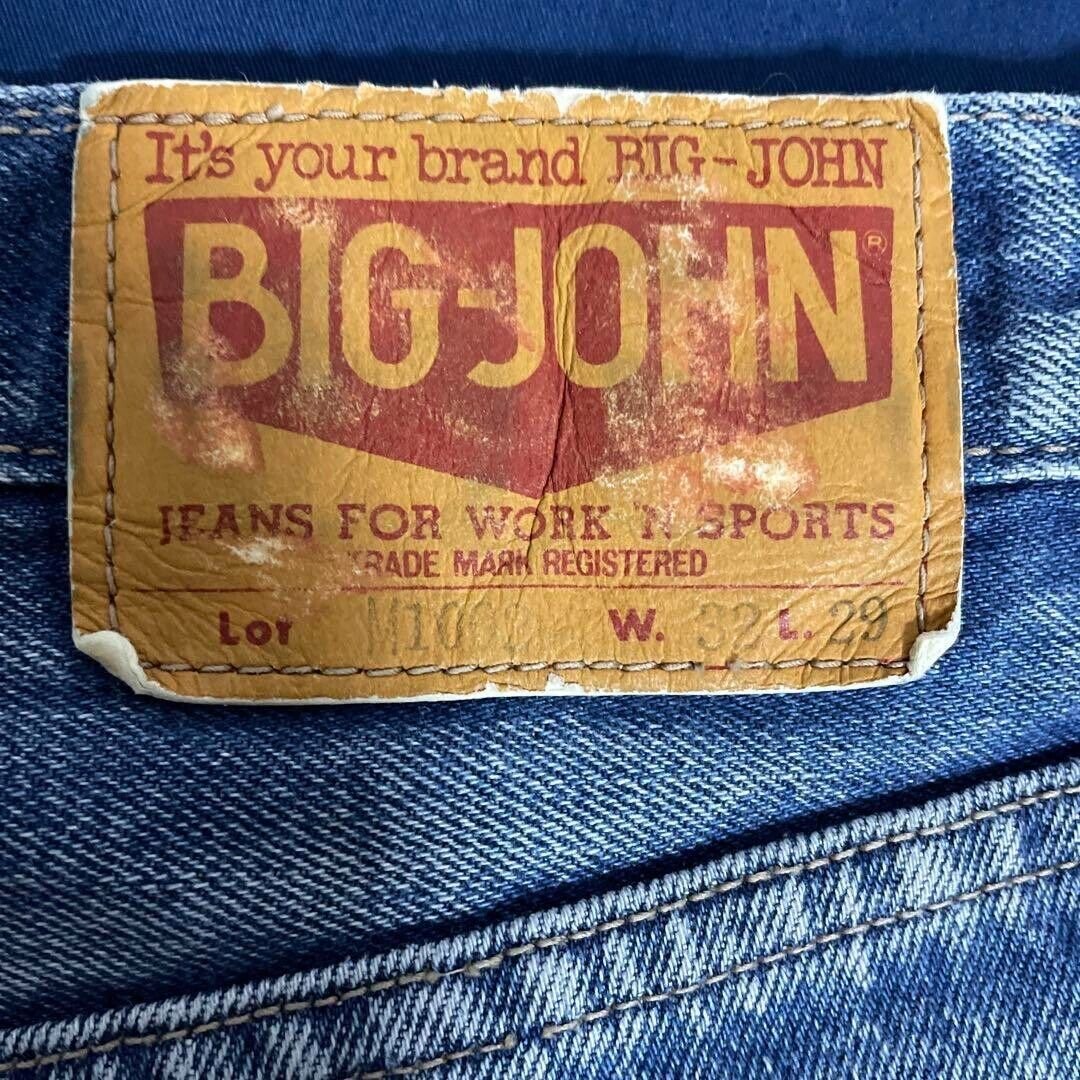 It's your brand BIG-JOHN
BIG-JOHN®
JEANS FOR WORK 'N SPORTS
TRADE MARK REGISTERED
Lot W. 32 L. 29